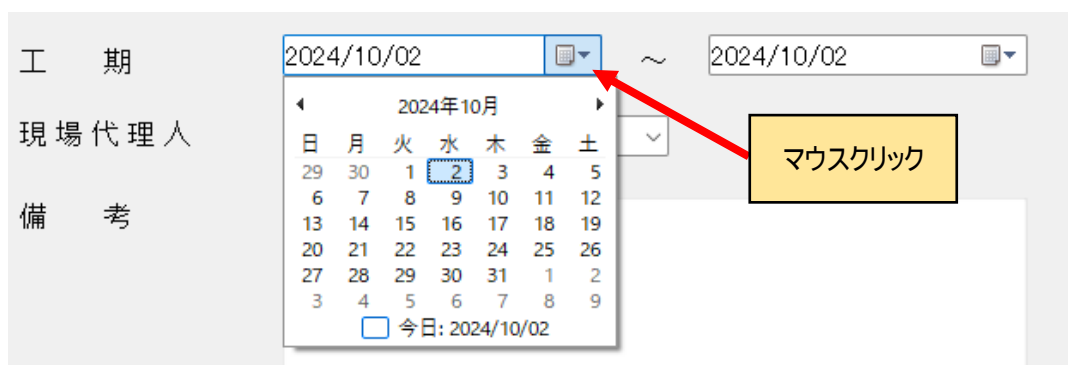 工　　期 2024/10/02 ～ 2024/10/02
2024年10月
現場代理人
マウスクリック
日 月 火 水 木 金 土
29 30 1 2 3 4 5
6 7 8 9 10 11 12
備　　考
13 14 15 16 17 18 19
20 21 22 23 24 25 26
27 28 29 30 31 1 2
3 4 5 6 7 8 9
今日: 2024/10/02